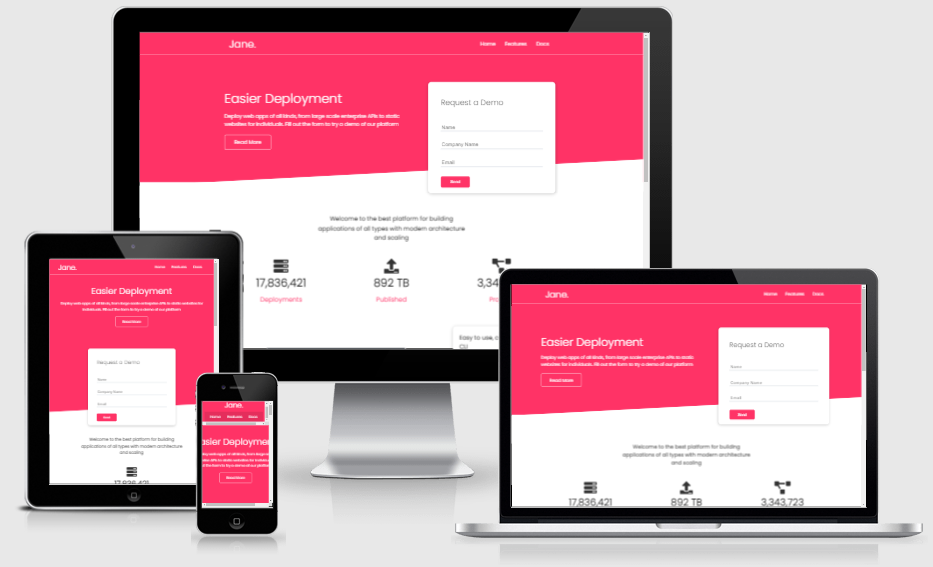 Jane.
Home Features Docs
Easier Deployment
Deploy web apps of all kinds, from large scale enterprise APIs to static
websites for individuals. Fill out the form to try a demo of our platform
Read More
Request a Demo
Name
Company Name
Email
Send
Welcome to the best platform for building
applications of all types with modern architecture
and scaling
17,836,421
892 TB
3,34
Deployments
Published
Pro
Easy to use, c
CLI
Jane.
Home Features Docs
Easier Deployment
Deploy web apps of all kinds, from large scale enterprise APIs to static websites for
individuals. Fill out the form to try a demo of our platform
Read More
Request a Demo
Name
Company Name
Email
Send
Welcome to the best platform for building
applications of all types with modern architecture
and scaling
17,836,421
Jane.
Home Features Docs
asier Deploymen
Read More
Jane.
Home Features Docs
Easier Deployment
Deploy web apps of all kinds, from large scale enterprise APIs to static
websites for individuals. Fill out the form to try a demo of our platform
Read More
Request a Demo
Name
Company Name
Email
Send
Welcome to the best platform for building
applications of all types with modern architecture
and scaling
17,836,421
892 TB
3,343,723